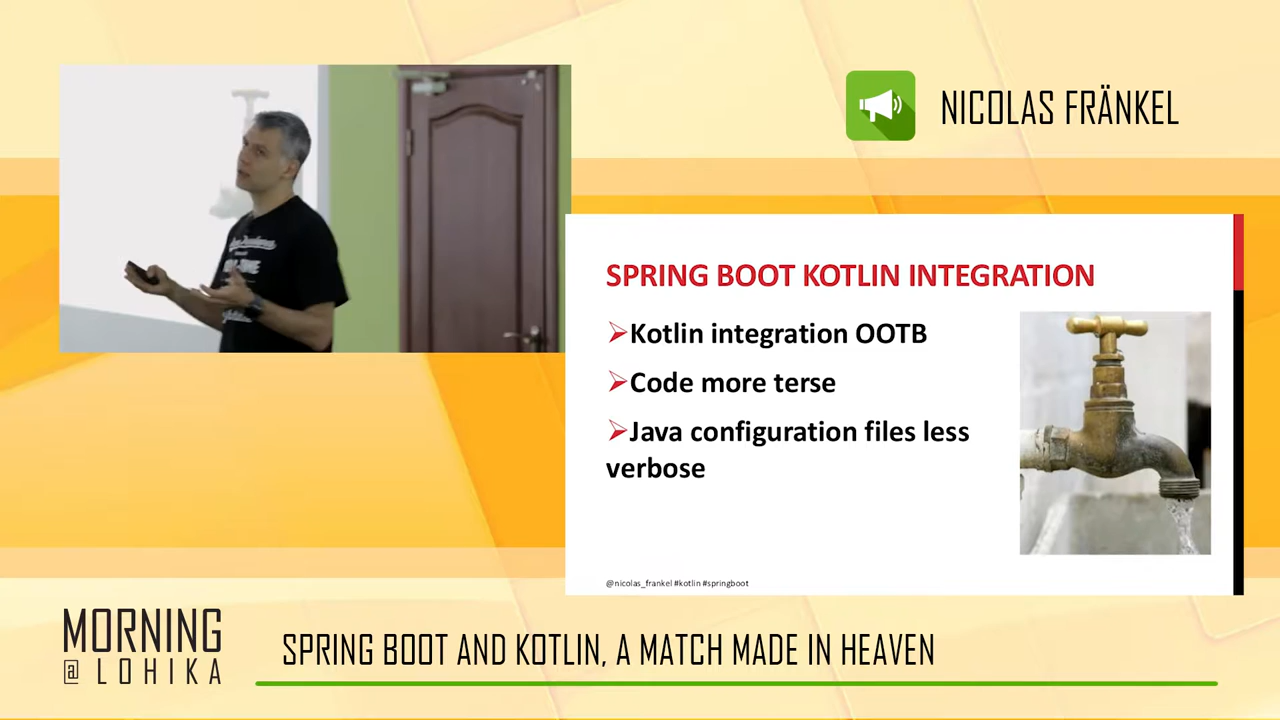 NICOLAS FRÄNKEL
SPRING BOOT KOTLIN INTEGRATION
➢Kotlin integration OOTB
➢Code more terse
➢Java configuration files less
verbose
@nicolas_frankel #kotlin #springboot
MORNING
@ LOHIKA
SPRING BOOT AND KOTLIN, A MATCH MADE IN HEAVEN